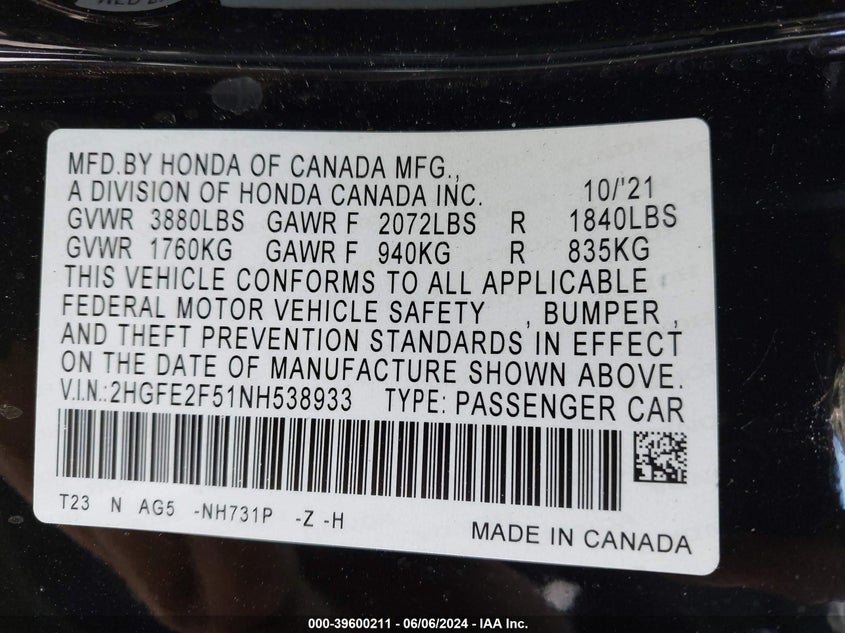 MFD.BY HONDA OF CANADA MFG.,
A DIVISION OF HONDA CANADA INC. 10/'21
GVWR 3880LBS GAWR F 2072LBS R 1840LBS
GVWR 1760KG GAWR F 940KG R 835KG
THIS VEHICLE CONFORMS TO ALL APPLICABLE
FEDERAL MOTOR VEHICLE SAFETY , BUMPER ,
AND THEFT PREVENTION STANDARDS IN EFFECT
ON THE DATE OF MANUFACTURE SHOWN ABOVE.
V.I.N.:2HGFE2F51NH538933 TYPE: PASSENGER CAR
T23 N AG5 -NH731P -Z -H
MADE IN CANADA
000-39600211 - 06/06/2024 - IAA Inc.